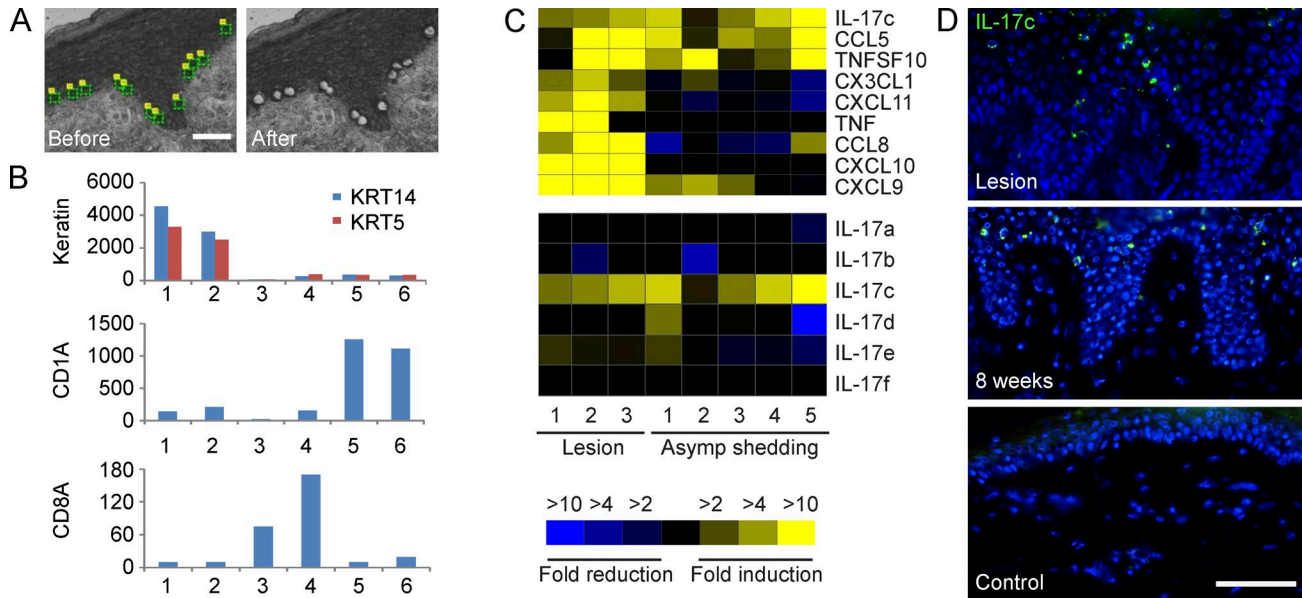 A
Before
After
B
Keratin
6000
4000
2000
0
KRT14
KRT5
1 2 3 4 5 6
CD1A
1500
1000
500
0
1 2 3 4 5 6
CD8A
180
120
60
0
1 2 3 4 5 6
C
IL-17c
CCL5
TNFSF10
CX3CL1
CXCL11
TNF
CCL8
CXCL10
CXCL9
IL-17a
IL-17b
IL-17c
IL-17d
IL-17e
IL-17f
1 2 3 1 2 3 4 5
Lesion Asymp shedding
>10 >4 >2 >2 >4 >10
Fold reduction Fold induction
D
IL-17c
Lesion
8 weeks
Control